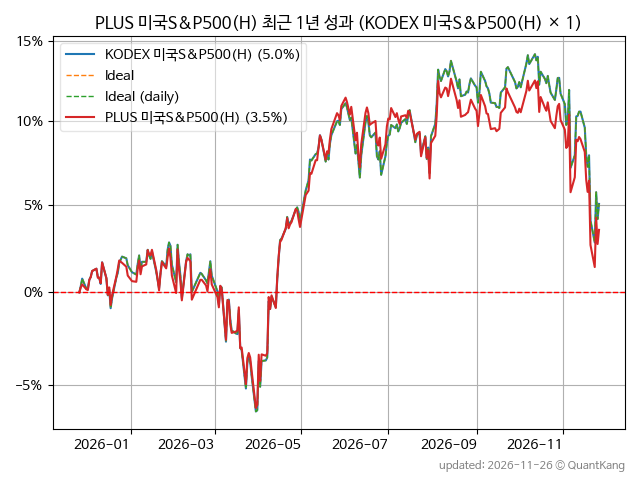 PLUS 미국S&P500(H) 최근 1년 성과 (KODEX 미국S&P500(H) × 1)
15%
10%
5%
0%
−5%
KODEX 미국S&P500(H) (5.0%)
Ideal
Ideal (daily)
PLUS 미국S&P500(H) (3.5%)
2026-01
2026-03
2026-05
2026-07
2026-09
2026-11
updated: 2026-11-26 © QuantKang